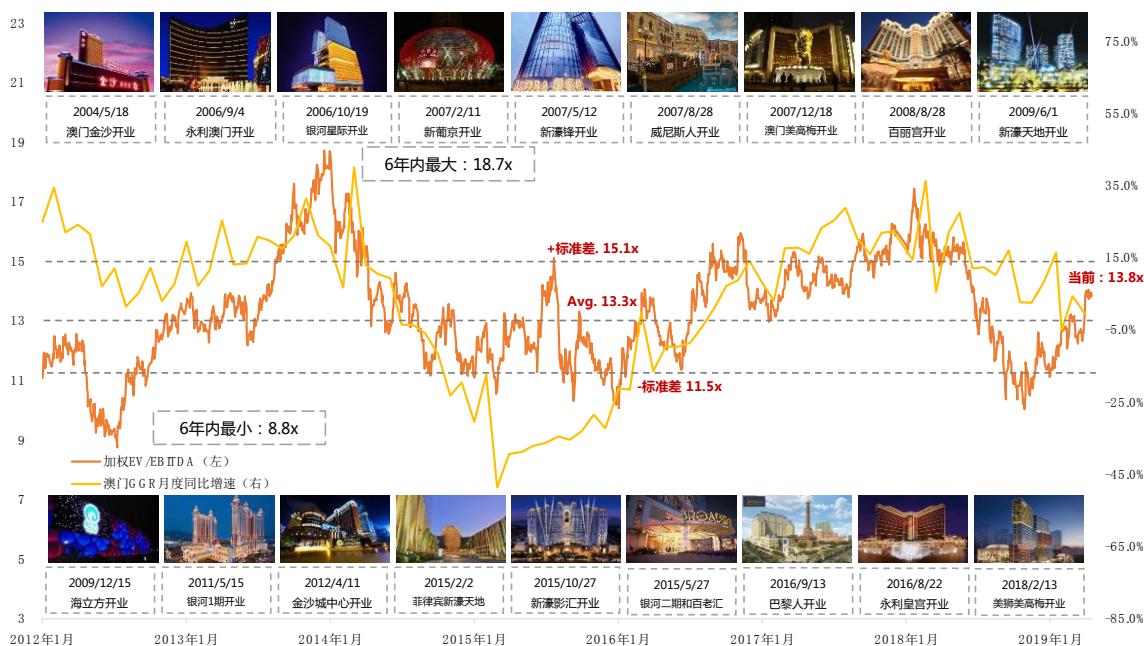 23
21
19
17
15
13
11
9
7
5
3
75.0%
55.0%
35.0%
15.0%
-5.0%
-25.0%
-45.0%
-65.0%
-85.0%
2004/5/18
澳门金沙开业
2006/9/4
永利澳门开业
2006/10/19
银河星际开业
2007/2/11
新葡京开业
2007/5/12
新濠锋开业
2007/8/28
威尼斯人开业
2007/12/18
澳门美高梅开业
2008/8/28
百丽宫开业
2009/6/1
新濠天地开业
6年内最大：18.7x
+标准差. 15.1x
Avg. 13.3x
当前：13.8x
-标准差 11.5x
6年内最小：8.8x
加权EV/EBITDA（左）
澳门GGR月度同比增速（右）
BROADWAY
2009/12/15
海立方开业
2011/5/15
银河1期开业
2012/4/11
金沙城中心开业
2015/2/2
菲律宾新濠天地
2015/10/27
新濠影汇开业
2015/5/27
银河二期和百老汇
2016/9/13
巴黎人开业
2016/8/22
永利皇宫开业
2018/2/13
美狮美高梅开业
2012年1月
2013年1月
2014年1月
2015年1月
2016年1月
2017年1月
2018年1月
2019年1月